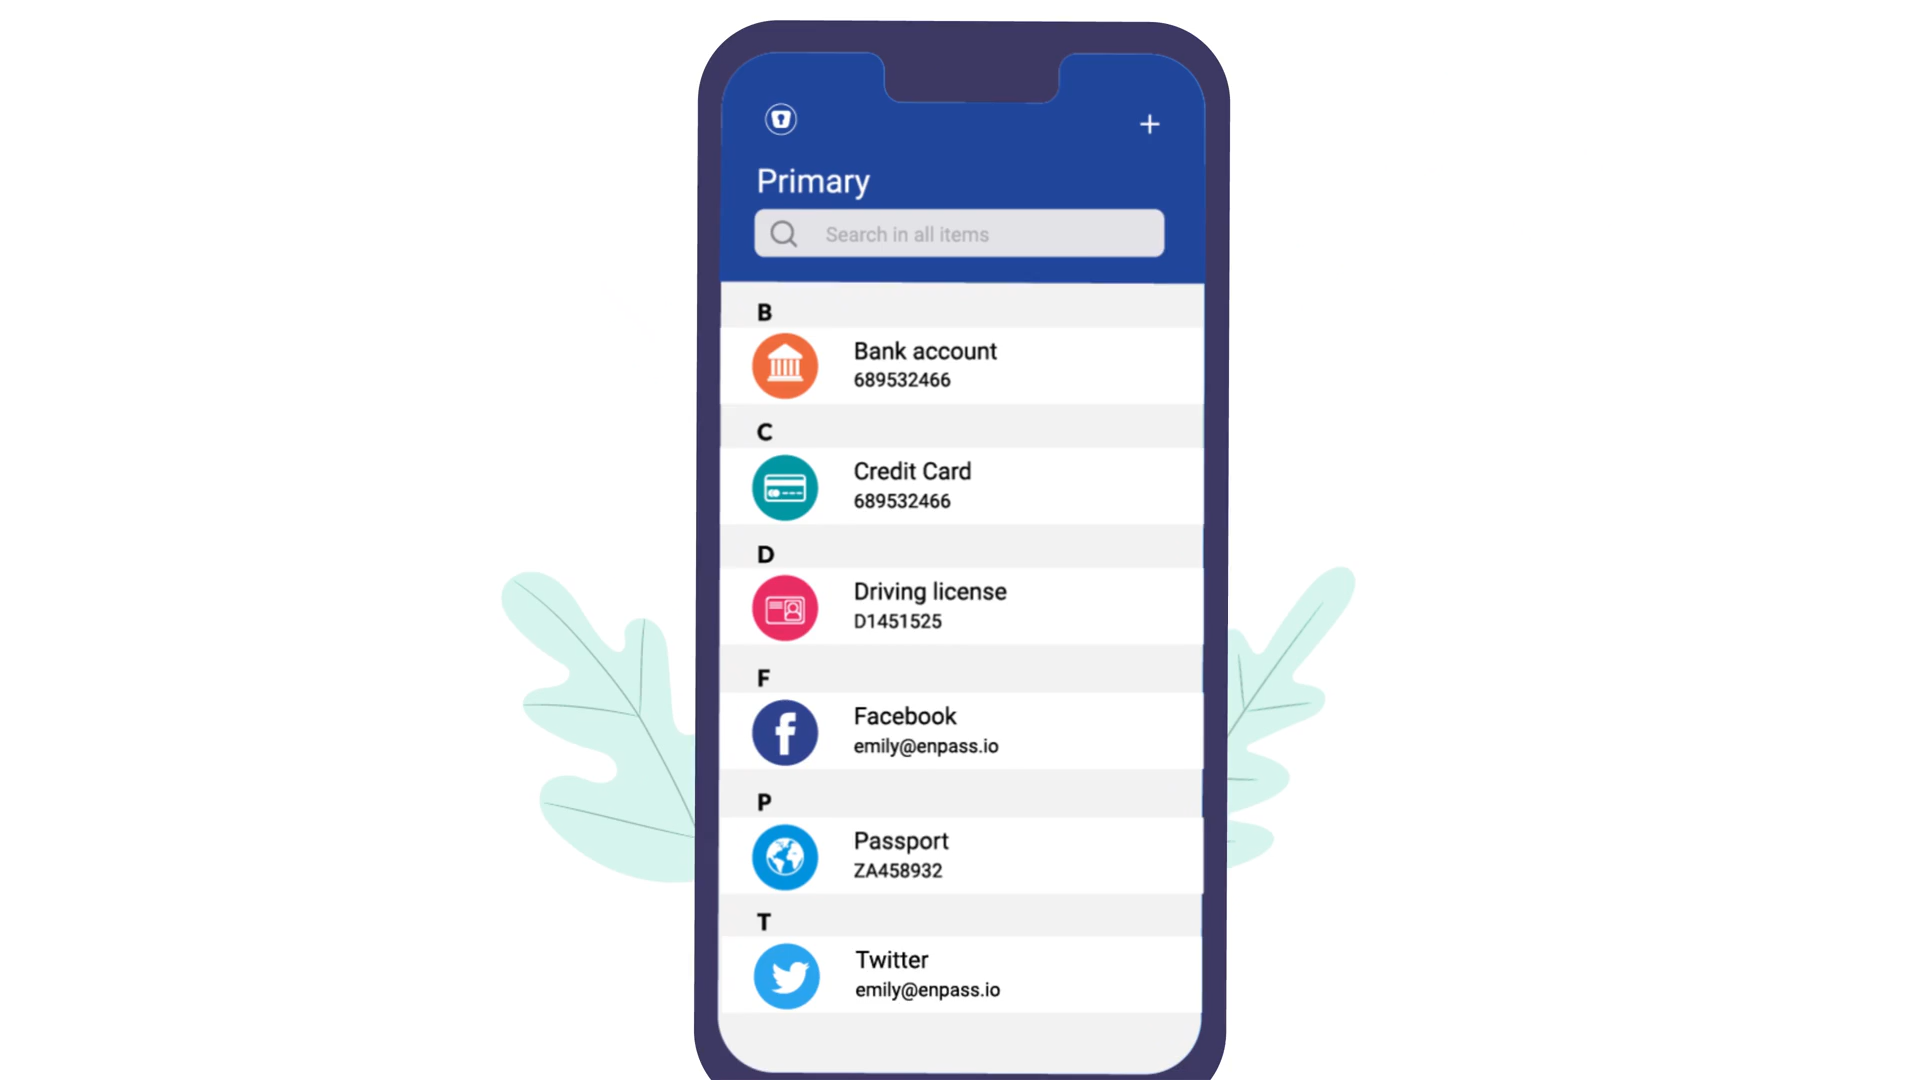 Primary
Search in all items
B
Bank account
689532466
C
Credit Card
689532466
D
Driving license
D1451525
F
Facebook
emily@enpass.io
P
Passport
ZA458932
T
Twitter
emily@enpass.io